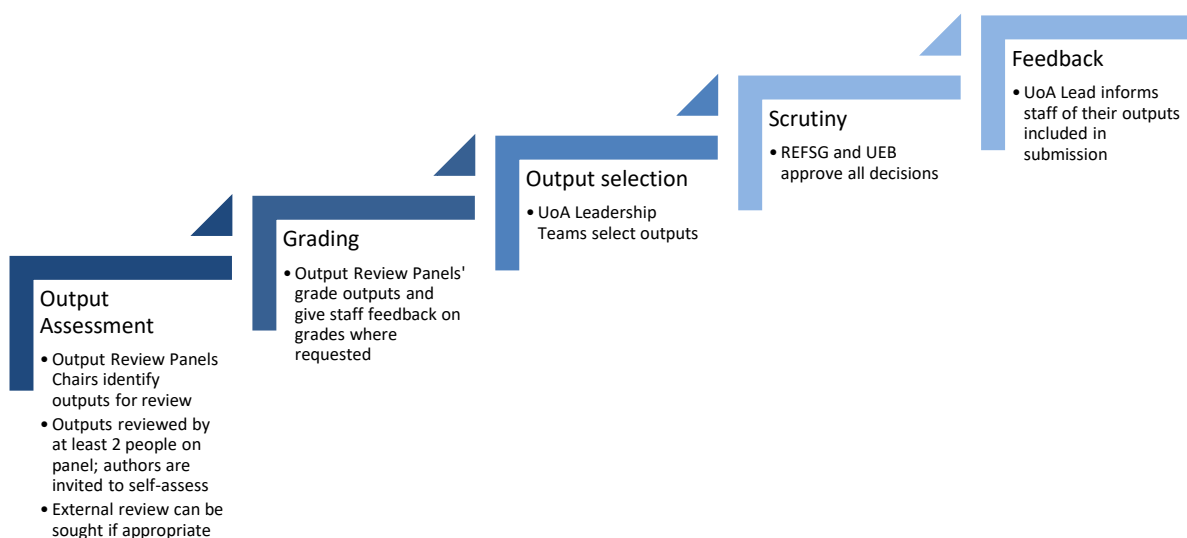 Output
Assessment
• Output Review Panels
Chairs identify
outputs for review
• Outputs reviewed by
at least 2 people on
panel; authors are
invited to self-assess
• External review can be
sought if appropriate
Grading
• Output Review Panels'
grade outputs and
give staff feedback on
grades where
requested
Output selection
• UoA Leadership
Teams select outputs
Scrutiny
• REFSG and UEB
approve all decisions
Feedback
• UoA Lead informs
staff of their outputs
included in
submission